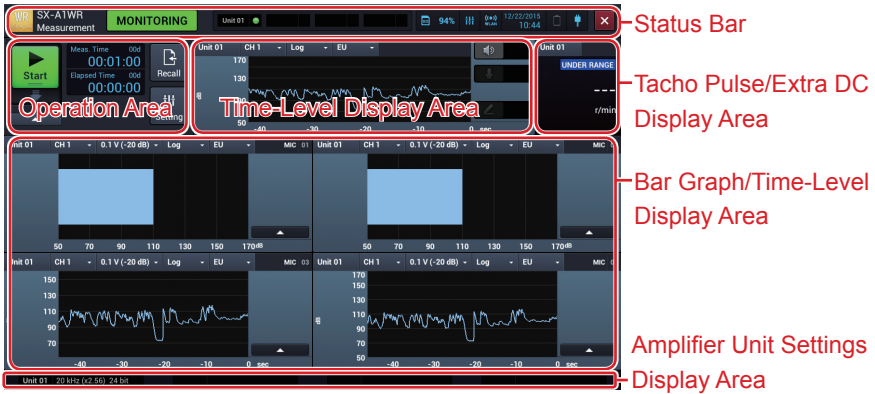 WR SX-A1WR
Measurement MONITORING Unit 01 94% WLAN 12/22/2015 10:44
Status Bar
Start
Meas. Time 00d
00:01:00
Elapsed Time 00d
00:00:00
Recall
Setting
Operation Area
Unit 01 CH 1 Log EU
170
130
90
50
dB
-40 -30 -20 -10 0 sec
Time-Level Display Area
Unit 01
UNDER RANGE
---
r/min
Tacho Pulse/Extra DC
Display Area
Unit 01 CH 1 0.1 V (-20 dB) Log EU MIC 01
50 70 90 110 130 150 170 dB
Unit 01 CH 1 0.1 V (-20 dB) Log EU MIC
50 70 90 110 130 150 170 dB
Bar Graph/Time-Level
Display Area
Unit 01 CH 1 0.1 V (-20 dB) Log EU MIC 03
150
130
110
90
70
-40 -30 -20 -10 0 sec
Unit 01 CH 1 0.1 V (-20 dB) Log EU MIC
170
150
130
110
90
70
50
dB
-40 -30 -20 -10 0 sec
Amplifier Unit Settings
Display Area
Unit 01 20 kHz (x2.56) 24 bit